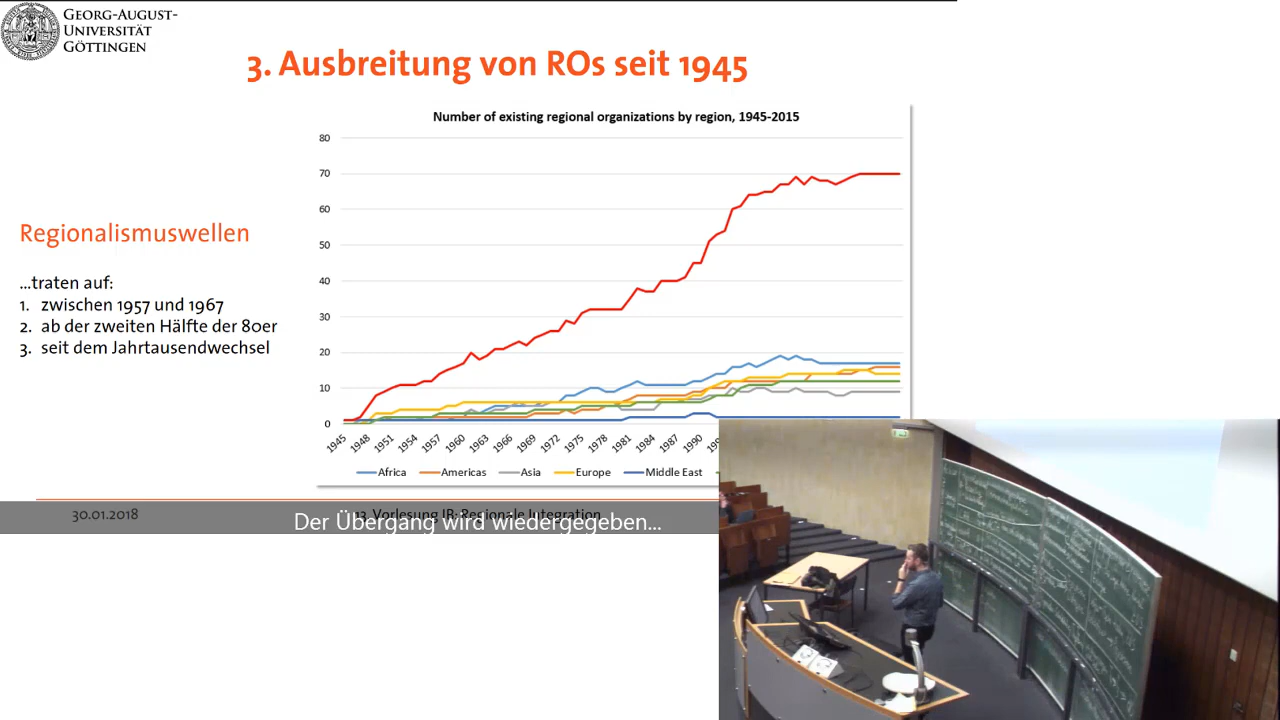 GEORG-AUGUST-
UNIVERSITÄT
GÖTTINGEN
3. Ausbreitung von ROs seit 1945
Number of existing regional organizations by region, 1945-2015
80
70
60
50
40
30
20
10
0
1945 1948 1951 1954 1957 1960 1963 1966 1969 1972 1975 1978 1981 1984 1987 1990
Africa Americas Asia Europe Middle East
Regionalismuswellen
...traten auf:
1. zwischen 1957 und 1967
2. ab der zweiten Hälfte der 80er
3. seit dem Jahrtausendwechsel
30.01.2018
13. Vorlesung IR: Regionale Integration
Der Übergang wird wiedergegeben...